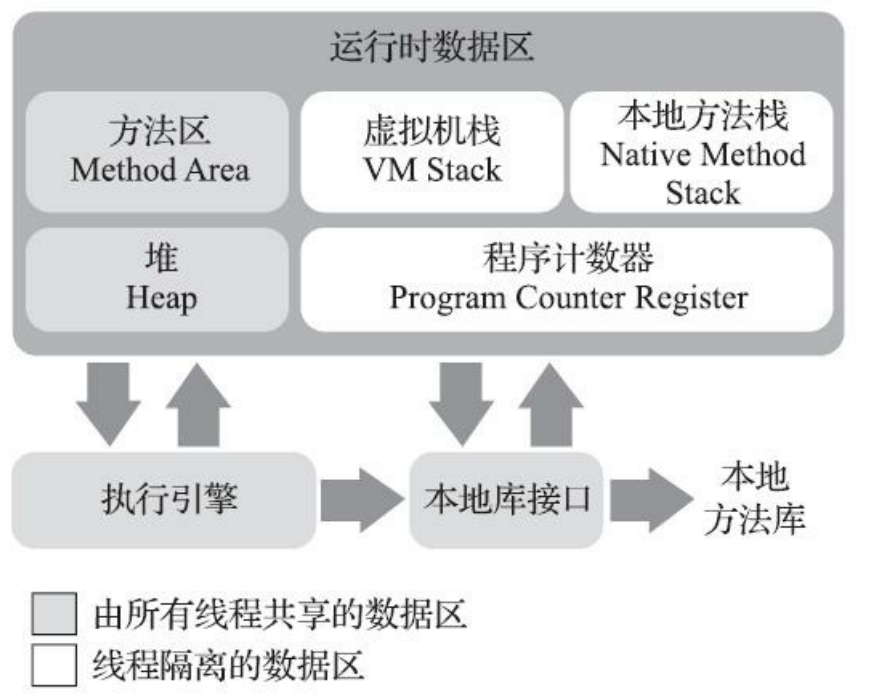 运行时数据区
方法区
Method Area
虚拟机栈
VM Stack
本地方法栈
Native Method
Stack
堆
Heap
程序计数器
Program Counter Register
执行引擎
本地库接口
本地
方法库
由所有线程共享的数据区
线程隔离的数据区